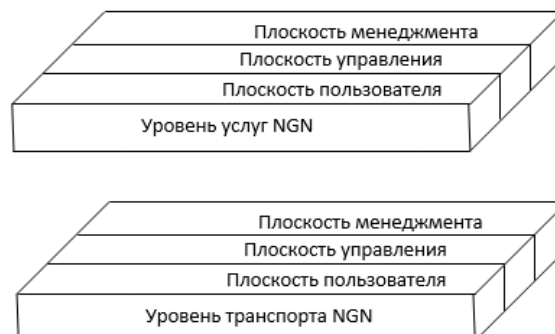 Плоскость менеджмента
Плоскость управления
Плоскость пользователя
Уровень услуг NGN
Плоскость менеджмента
Плоскость управления
Плоскость пользователя
Уровень транспорта NGN